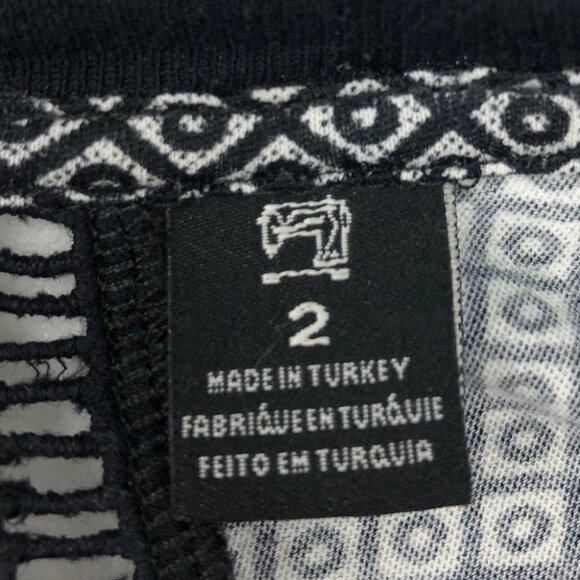 2
MADE IN TURKEY
FABRIQUE EN TURQUIE
FEITO EM TURQUIA